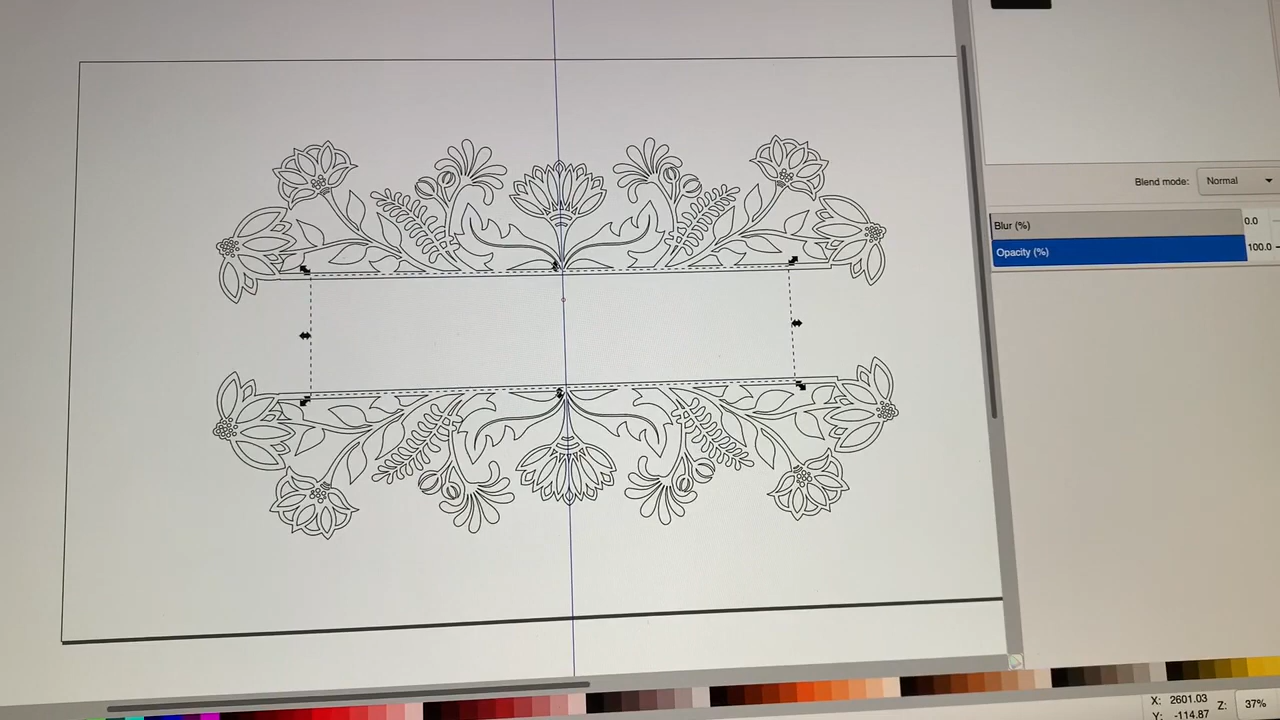 Blend mode: Normal
Blur (%) 0.0
Opacity (%) 100.0
X: 2601.03 Z: 37%
Y: -114.87